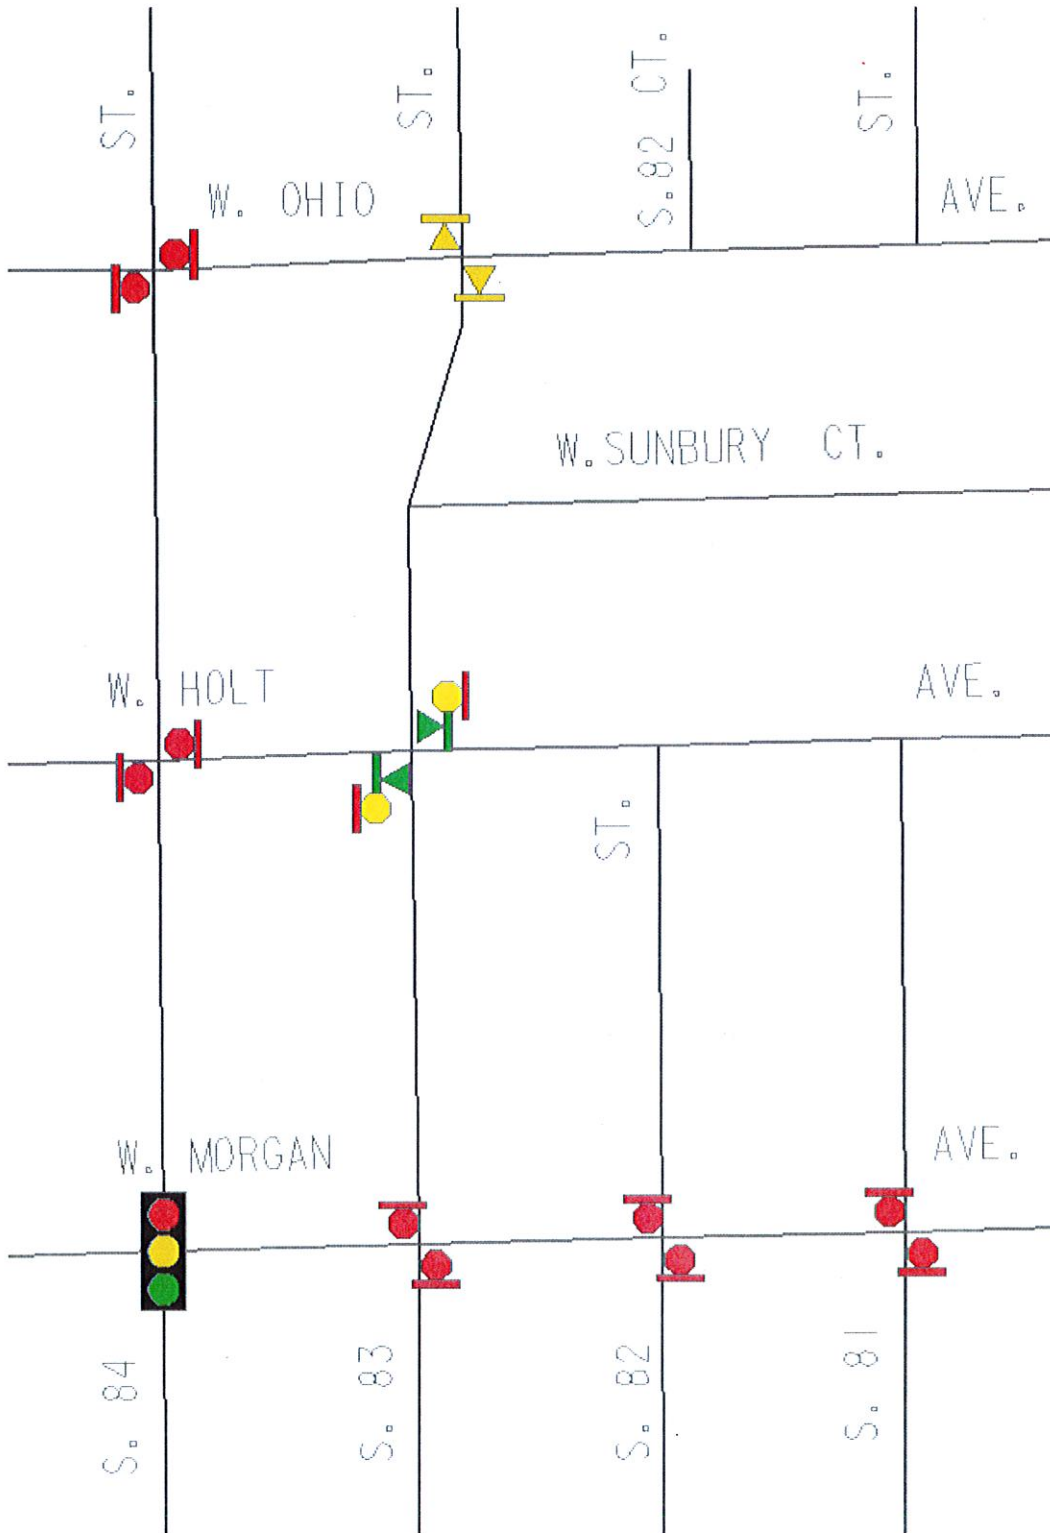 ST.
ST.
S. 82 CT.
ST.
W. OHIO AVE.
W. SUNBURY CT.
W. HOLT AVE.
ST.
W. MORGAN AVE.
S. 84
S. 83
S. 82
S. 81